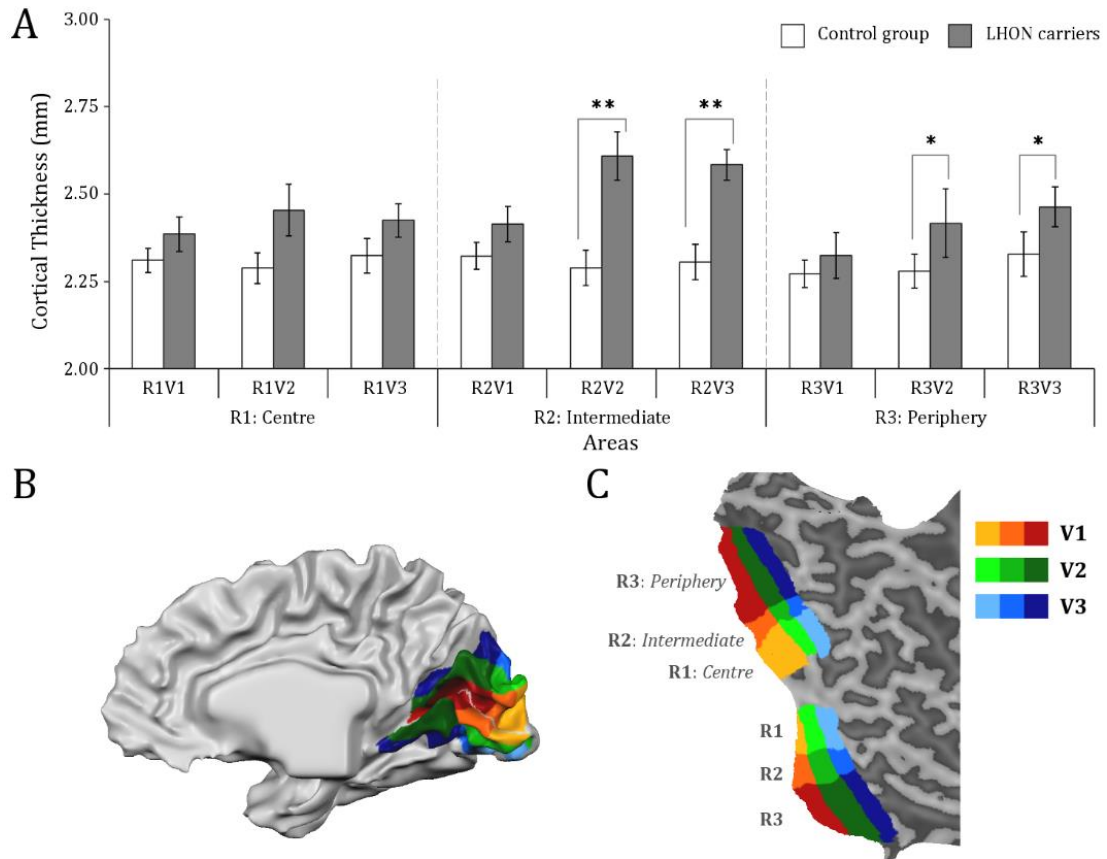 A
3.00
Control group LHON carriers
2.75
** ** * *
2.50
2.25
2.00
Cortical Thickness (mm)
R1V1 R1V2 R1V3 R2V1 R2V2 R2V3 R3V1 R3V2 R3V3
R1: Centre R2: Intermediate R3: Periphery
Areas
B
C
V1
V2
V3
R3: Periphery
R2: Intermediate
R1: Centre
R1
R2
R3